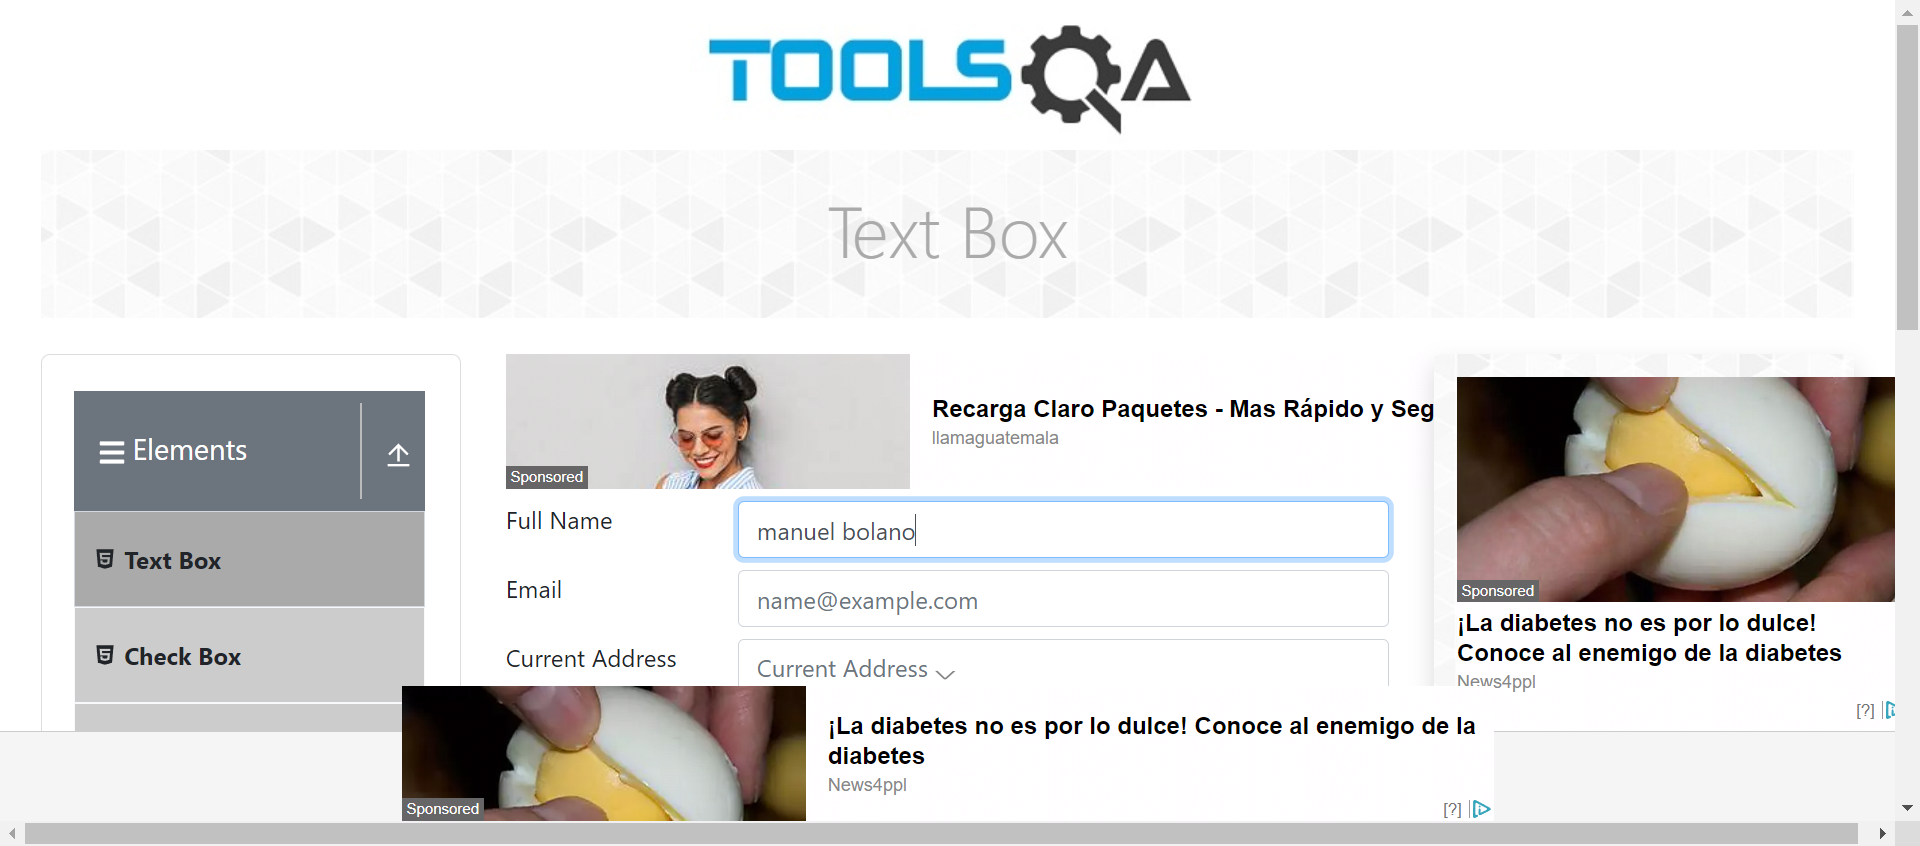 TOOLSQA
Text Box
Elements
Text Box
Check Box
Sponsored
Recarga Claro Paquetes - Mas Rápido y Seg
llamaguatemala
Full Name
manuel bolano
Email
name@example.com
Current Address
Current Address
Sponsored
¡La diabetes no es por lo dulce!
Conoce al enemigo de la diabetes
News4ppl
[?]
Sponsored
¡La diabetes no es por lo dulce! Conoce al enemigo de la
diabetes
News4ppl
[?]